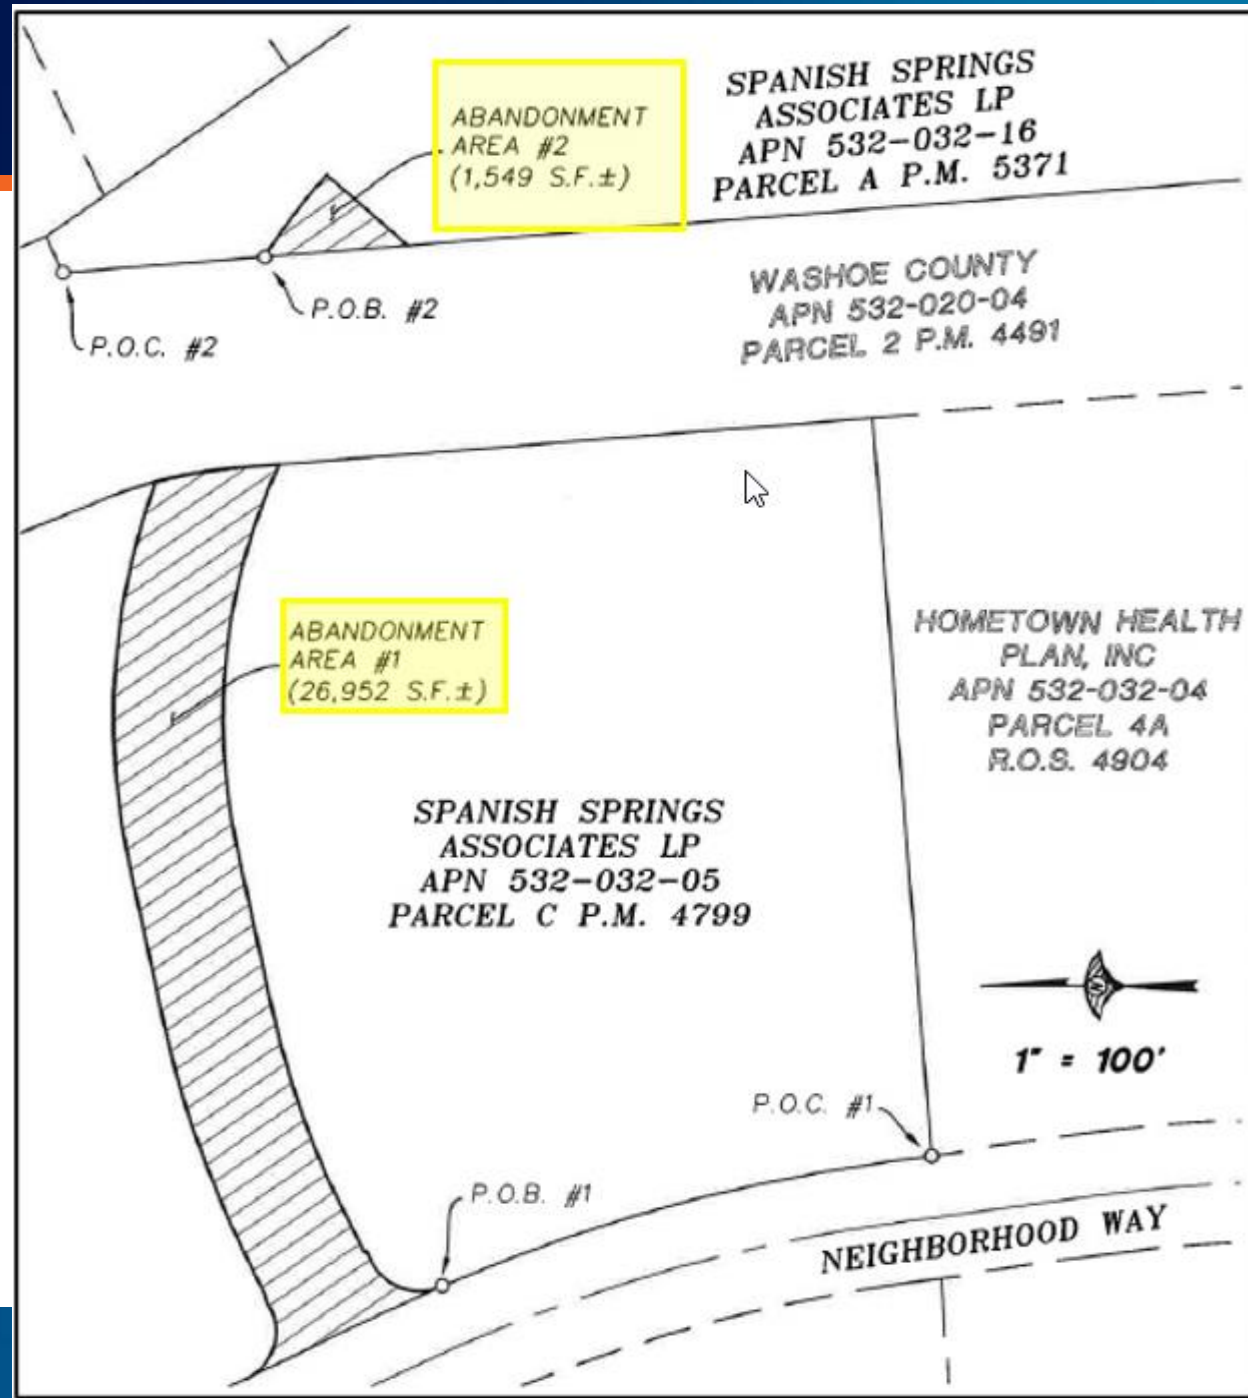 SPANISH SPRINGS
ASSOCIATES LP
APN 532-032-16
PARCEL A P.M. 5371
ABANDONMENT
AREA #2
(1,549 S.F.±)
WASHOE COUNTY
APN 532-020-04
PARCEL 2 P.M. 4491
P.O.B. #2
P.O.C. #2
ABANDONMENT
AREA #1
(26,952 S.F.±)
HOMETOWN HEALTH
PLAN, INC
APN 532-032-04
PARCEL 4A
R.O.S. 4904
SPANISH SPRINGS
ASSOCIATES LP
APN 532-032-05
PARCEL C P.M. 4799
N
1" = 100'
P.O.C. #1
P.O.B. #1
NEIGHBORHOOD WAY